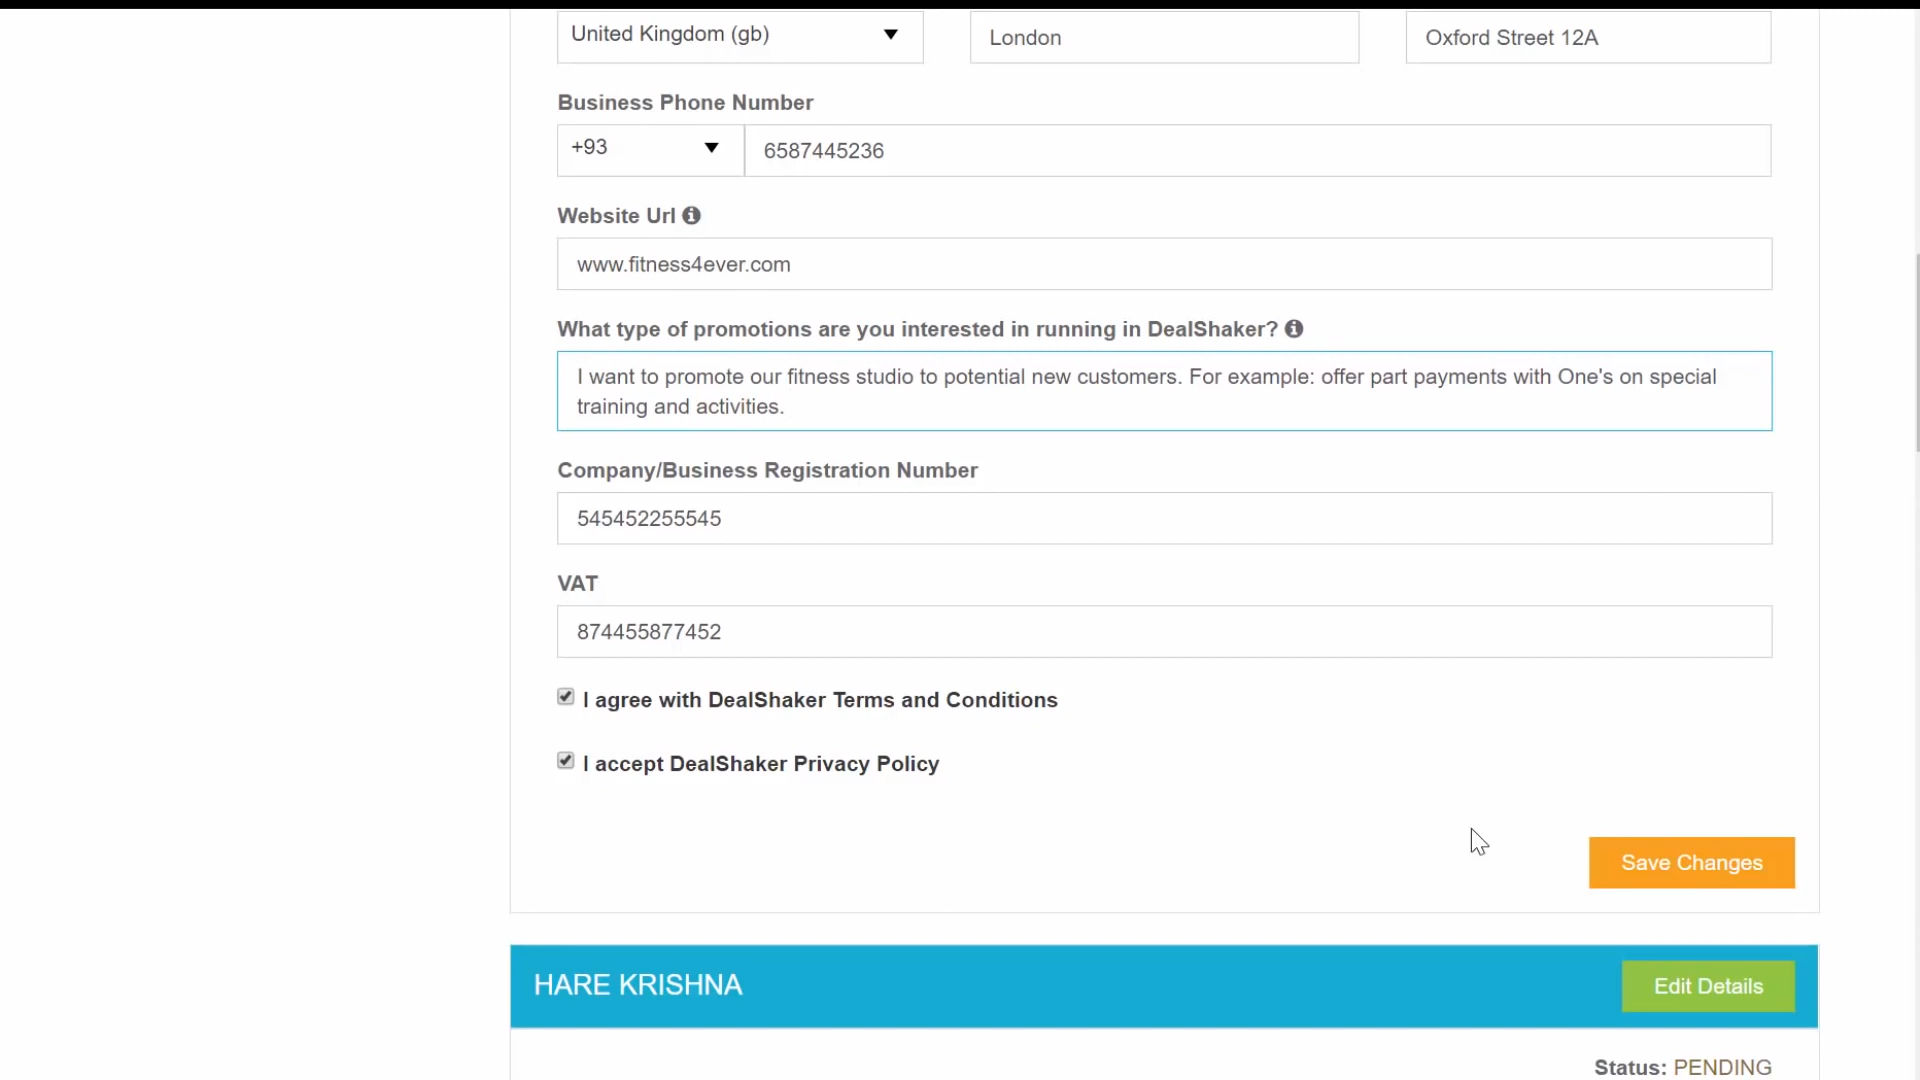 United Kingdom (gb)
London
Oxford Street 12A
Business Phone Number
+93
6587445236
Website Url
www.fitness4ever.com
What type of promotions are you interested in running in DealShaker?
I want to promote our fitness studio to potential new customers. For example: offer part payments with One's on special
training and activities.
Company/Business Registration Number
545452255545
VAT
874455877452
I agree with DealShaker Terms and Conditions
I accept DealShaker Privacy Policy
Save Changes
HARE KRISHNA
Edit Details
Status: PENDING